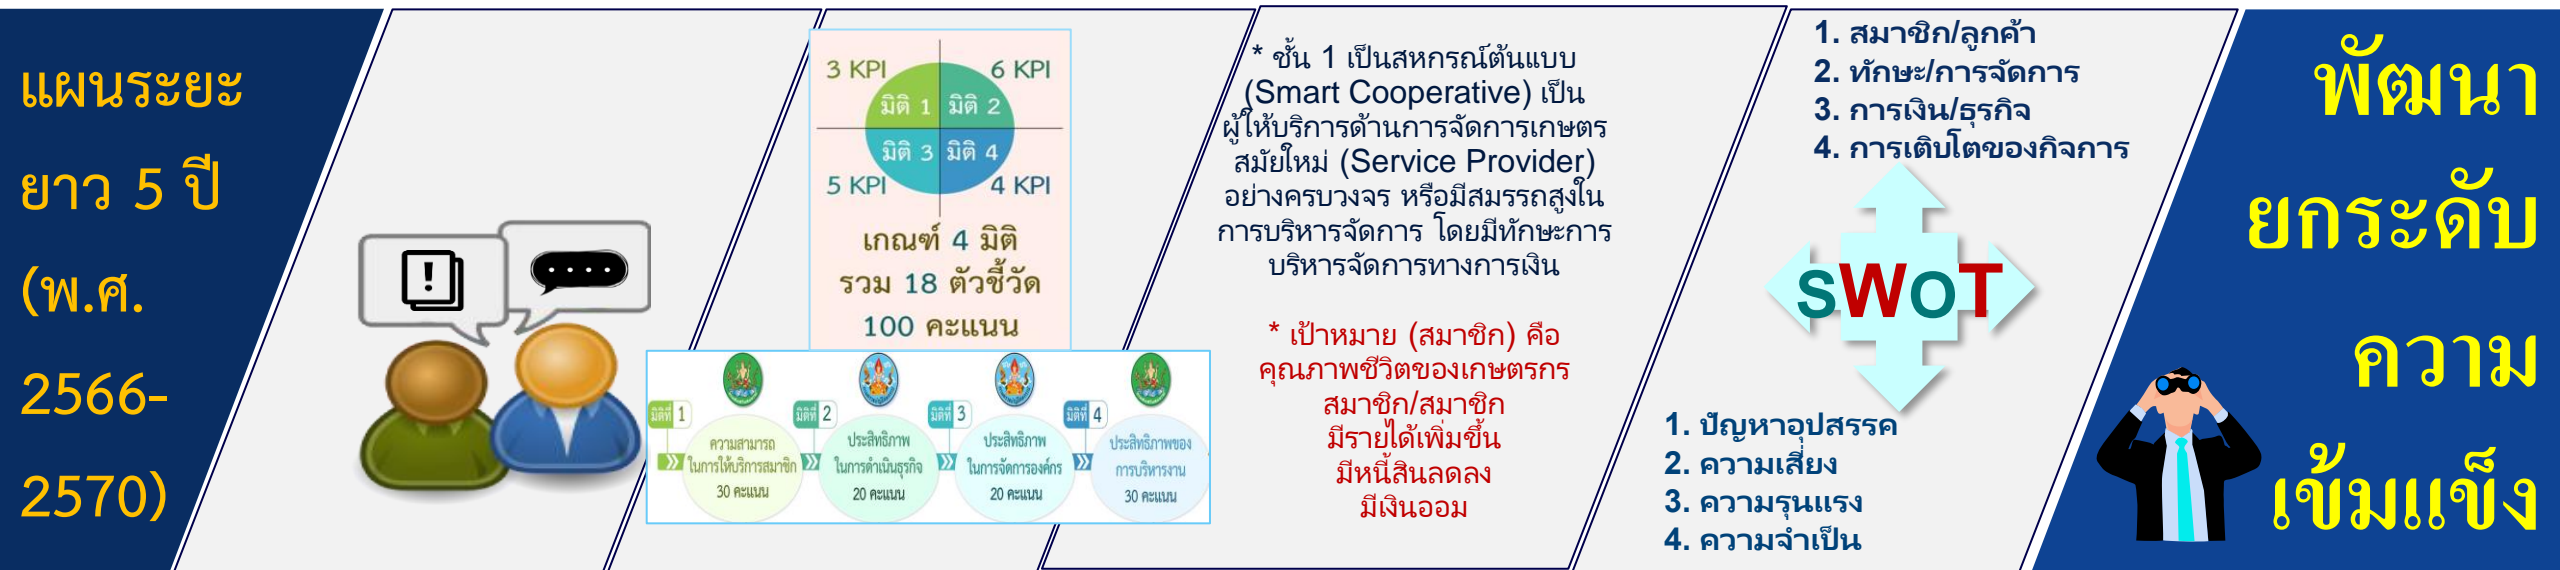 แผนระยะ
ยาว 5 ปี
(พ.ศ.
2566-
2570)
!
3 KPI
6 KPI
มิติ 1
มิติ 2
มิติ 3
มิติ 4
5 KPI
4 KPI
เกณฑ์ 4 มิติ
รวม 18 ตัวชี้วัด
100 คะแนน
มิติที่ 1
ความสามารถ
ในการให้บริการสมาชิก
30 คะแนน
มิติที่ 2
ประสิทธิภาพ
ในการดำเนินธุรกิจ
20 คะแนน
มิติที่ 3
ประสิทธิภาพ
ในการจัดการองค์กร
20 คะแนน
มิติที่ 4
ประสิทธิภาพของ
การบริหารงาน
30 คะแนน
* ชั้น 1 เป็นสหกรณ์ต้นแบบ
(Smart Cooperative) เป็น
ผู้ให้บริการด้านการจัดการเกษตร
สมัยใหม่ (Service Provider)
อย่างครบวงจร หรือมีสมรรถสูงใน
การบริหารจัดการ โดยมีทักษะการ
บริหารจัดการทางการเงิน
* เป้าหมาย (สมาชิก) คือ
คุณภาพชีวิตของเกษตรกร
สมาชิก/สมาชิก
มีรายได้เพิ่มขึ้น
มีหนี้สินลดลง
มีเงินออม
1. สมาชิก/ลูกค้า
2. ทักษะ/การจัดการ
3. การเงิน/ธุรกิจ
4. การเติบโตของกิจการ
SWOT
1. ปัญหาอุปสรรค
2. ความเสี่ยง
3. ความรุนแรง
4. ความจำเป็น
พัฒนา
ยกระดับ
ความ
เข้มแข็ง